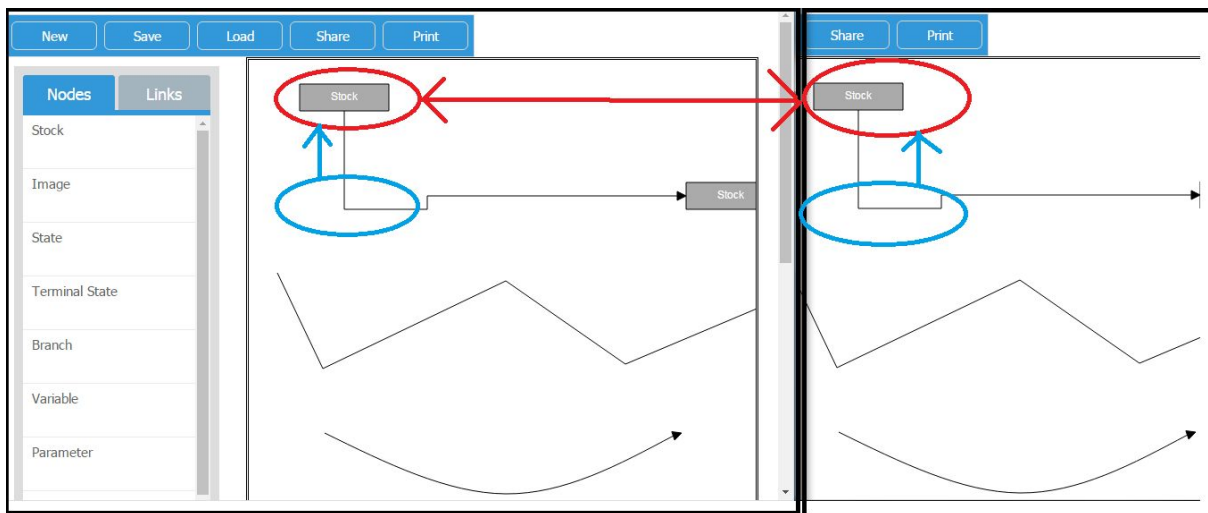 New Save Load Share Print
Share Print
Nodes Links
Stock
Stock
Stock
Image
State
Stock
Terminal State
Branch
Variable
Parameter